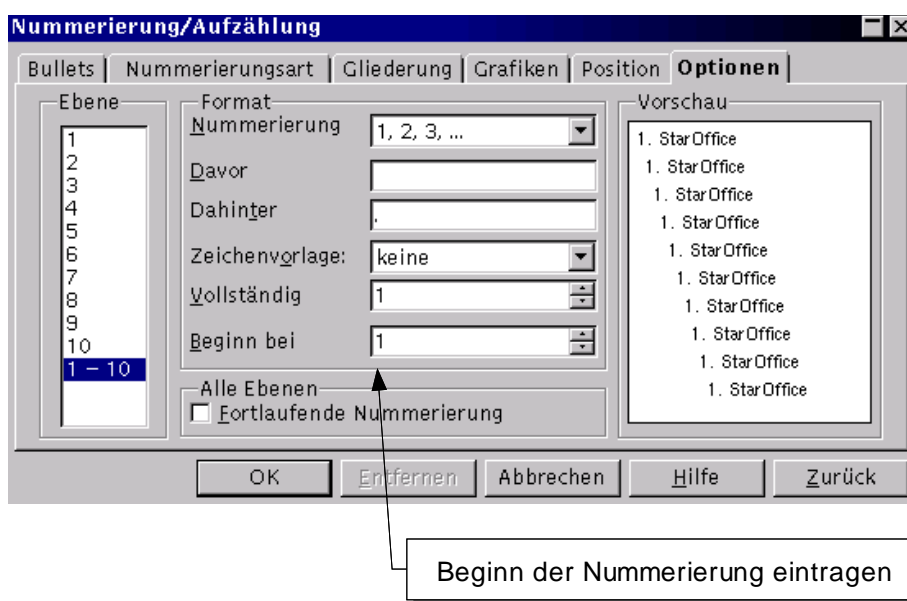 Nummerierung/Aufzählung
Bullets Nummerierungsart Gliederung Grafiken Position Optionen
Ebene
1
2
3
4
5
6
7
8
9
10
1 – 10
Format
Nummerierung 1, 2, 3, ...
Davor
Dahinter .
Zeichenvorlage: keine
Vollständig 1
Beginn bei 1
Alle Ebenen
Fortlaufende Nummerierung
Vorschau
1. StarOffice
1. StarOffice
1. StarOffice
1. StarOffice
1. StarOffice
1. StarOffice
1. StarOffice
1. StarOffice
1. StarOffice
1. StarOffice
OK Entfernen Abbrechen Hilfe Zurück
Beginn der Nummerierung eintragen